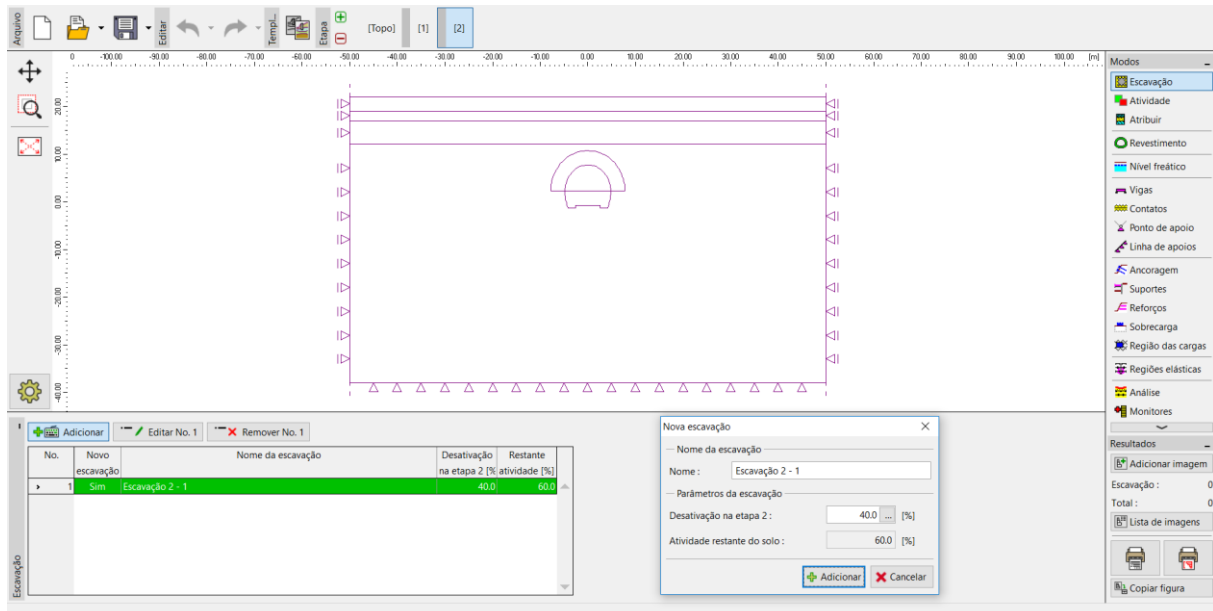 Arquivo
Editar
Templ...
Etapa
[Topo] [1] [2]
0 -100.00 -90.00 -80.00 -70.00 -60.00 -50.00 -40.00 -30.00 -20.00 -10.00 0.00 10.00 20.00 30.00 40.00 50.00 60.00 70.00 80.00 90.00 100.00 [m]
20.00
10.00
0.00
-10.00
-20.00
-30.00
-40.00
Modos
Escavação
Atividade
Atribuir
Revestimento
Nível freático
Vigas
Contatos
Ponto de apoio
Linha de apoios
Ancoragem
Suportes
Reforços
Sobrecarga
Região das cargas
Regiões elásticas
Análise
Monitores
Resultados
Adicionar imagem
Escavação : 0
Total : 0
Lista de imagens
Copiar figura
Escavação
Adicionar Editar No. 1 Remover No. 1
No. Novo Nome da escavação Desativação Restante
escavação na etapa 2 [% atividade [%]
1 Sim Escavação 2 - 1 40.0 60.0
Nova escavação
Nome da escavação
Nome : Escavação 2 - 1
Parâmetros da escavação
Desativação na etapa 2 : 40.0 ... [%]
Atividade restante do solo : 60.0 [%]
Adicionar Cancelar